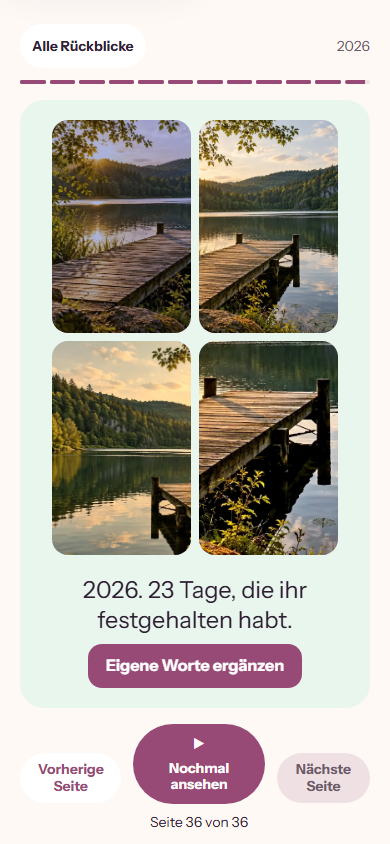 Alle Rückblicke
2026
2026. 23 Tage, die ihr
festgehalten habt.
Eigene Worte ergänzen
Vorherige
Seite
Nochmal
ansehen
Nächste
Seite
Seite 36 von 36